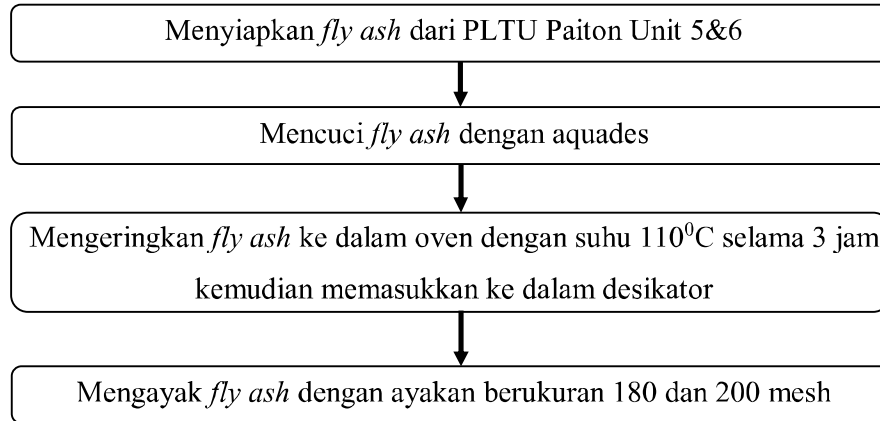 Menyiapkan fly ash dari PLTU Paiton Unit 5&6
Mencuci fly ash dengan aquades
Mengeringkan fly ash ke dalam oven dengan suhu 110⁰C selama 3 jam
kemudian memasukkan ke dalam desikator
Mengayak fly ash dengan ayakan berukuran 180 dan 200 mesh